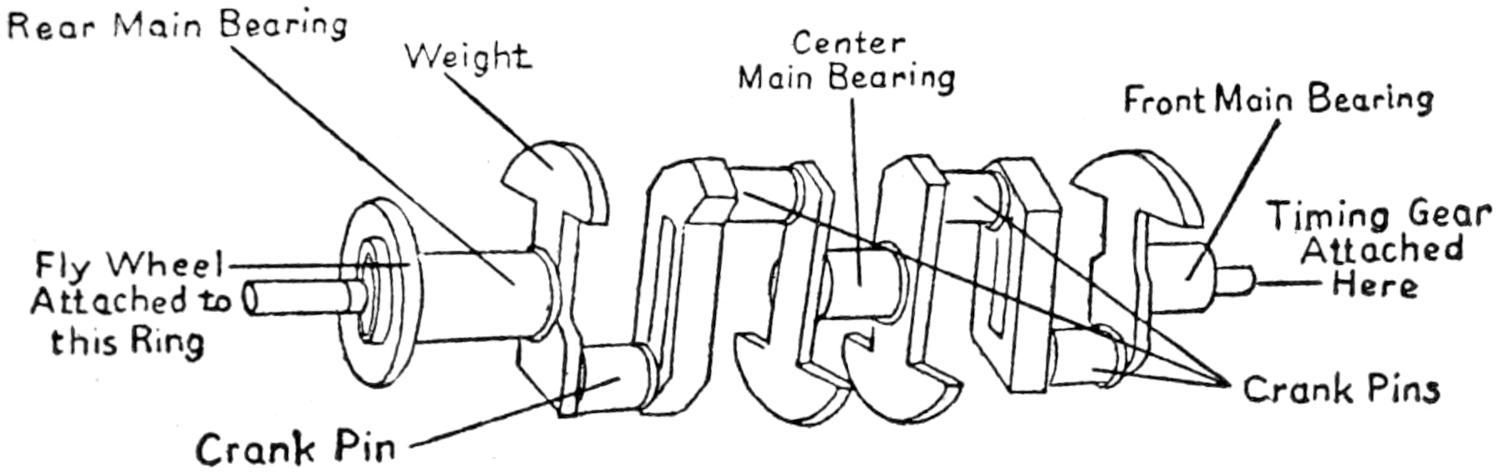 Rear Main Bearing
Weight
Center
Main Bearing
Front Main Bearing
Timing Gear
Attached
Here
Fly Wheel
Attached to
this Ring
Crank Pin
Crank Pins